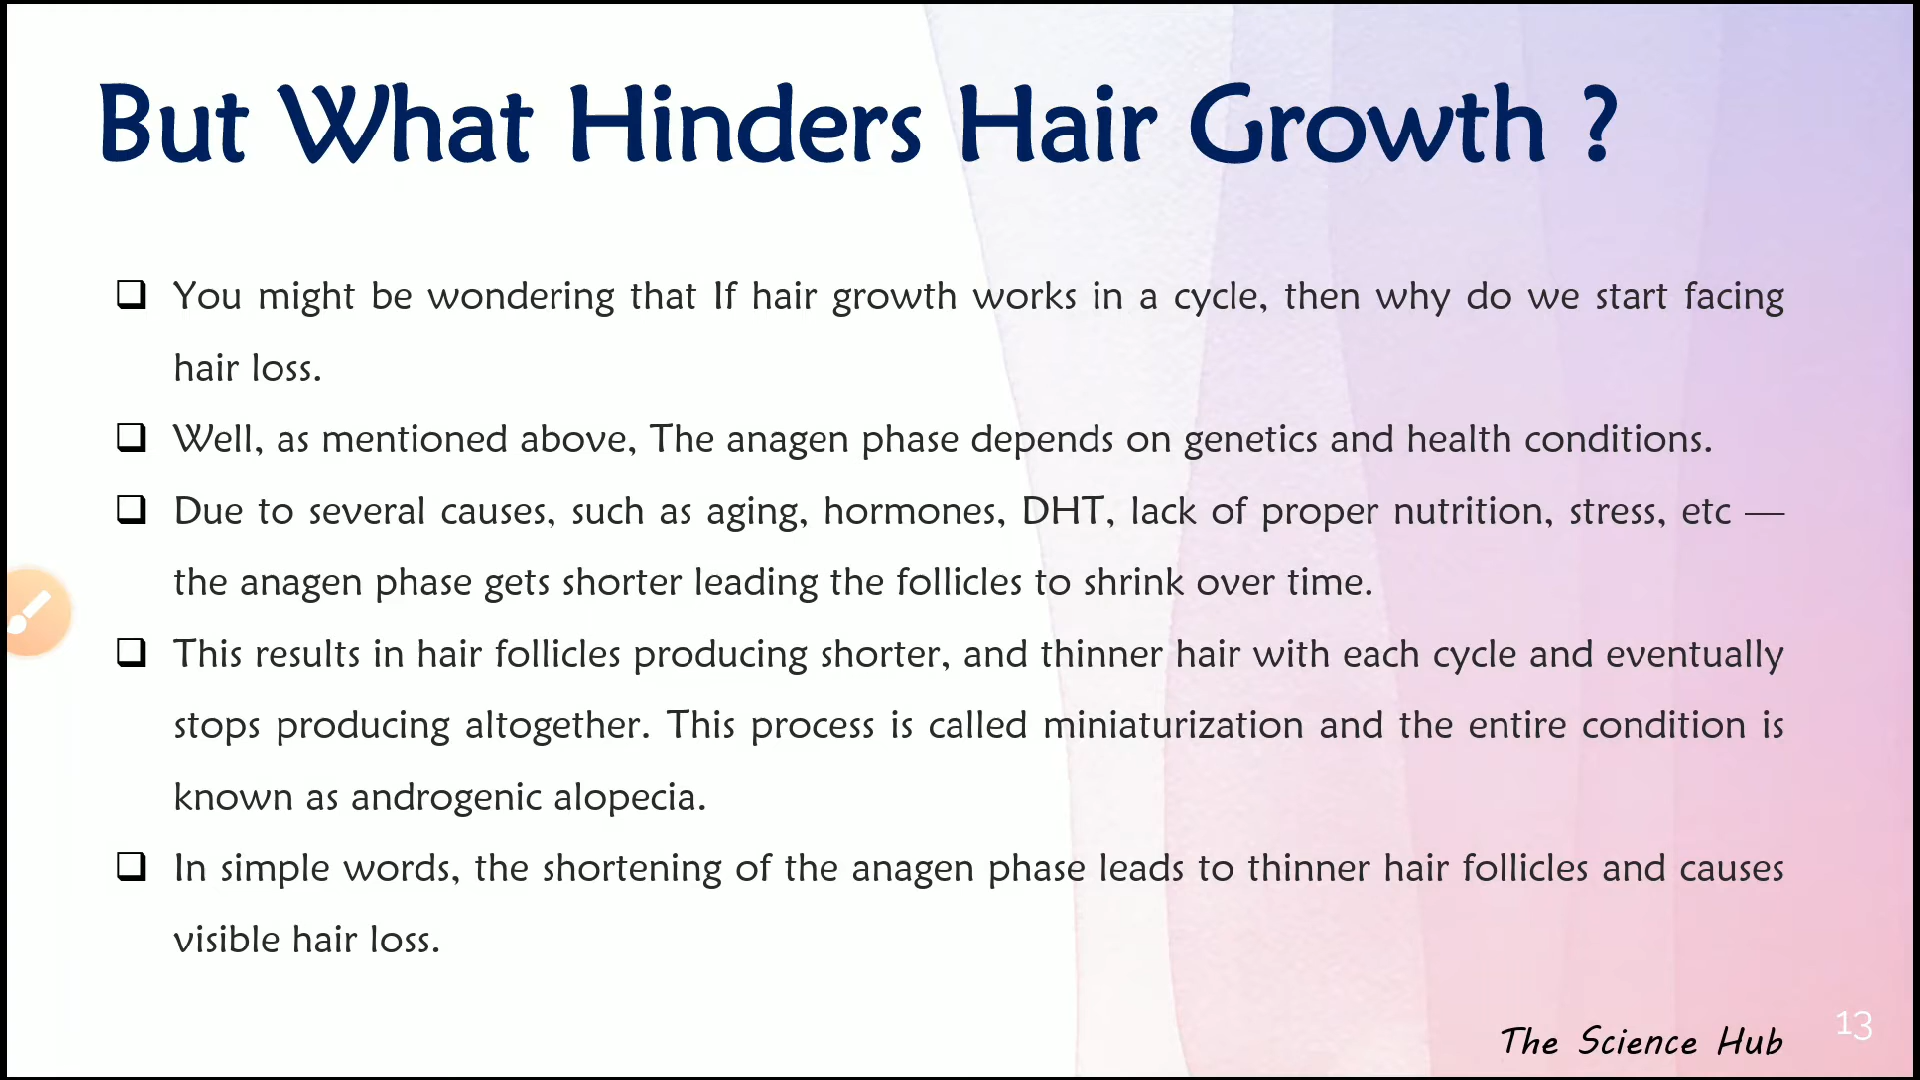 But What Hinders Hair Growth ?
❑ You might be wondering that If hair growth works in a cycle, then why do we start facing
hair loss.
❑ Well, as mentioned above, The anagen phase depends on genetics and health conditions.
❑ Due to several causes, such as aging, hormones, DHT, lack of proper nutrition, stress, etc —
the anagen phase gets shorter leading the follicles to shrink over time.
❑ This results in hair follicles producing shorter, and thinner hair with each cycle and eventually
stops producing altogether. This process is called miniaturization and the entire condition is
known as androgenic alopecia.
❑ In simple words, the shortening of the anagen phase leads to thinner hair follicles and causes
visible hair loss.
The Science Hub
13